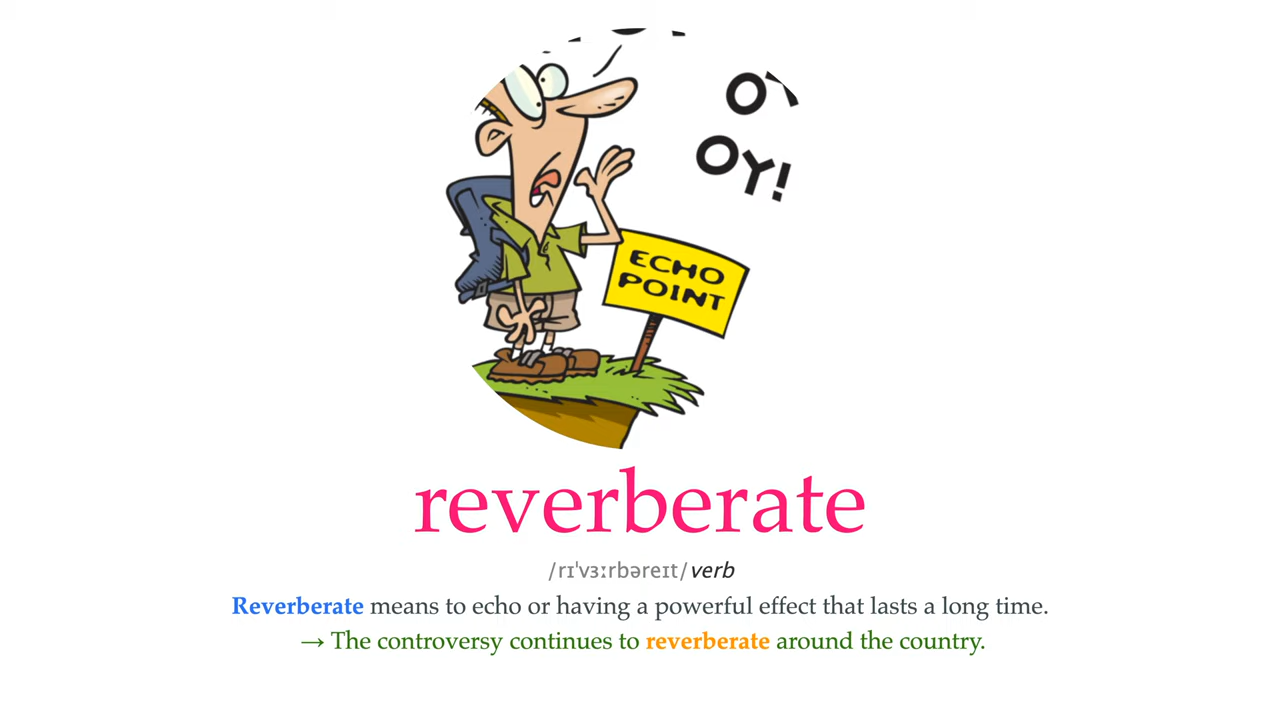 OY!
ECHO
POINT
reverberate
/rɪˈvɜːrbəreɪt/ verb
Reverberate means to echo or having a powerful effect that lasts a long time.
→ The controversy continues to reverberate around the country.